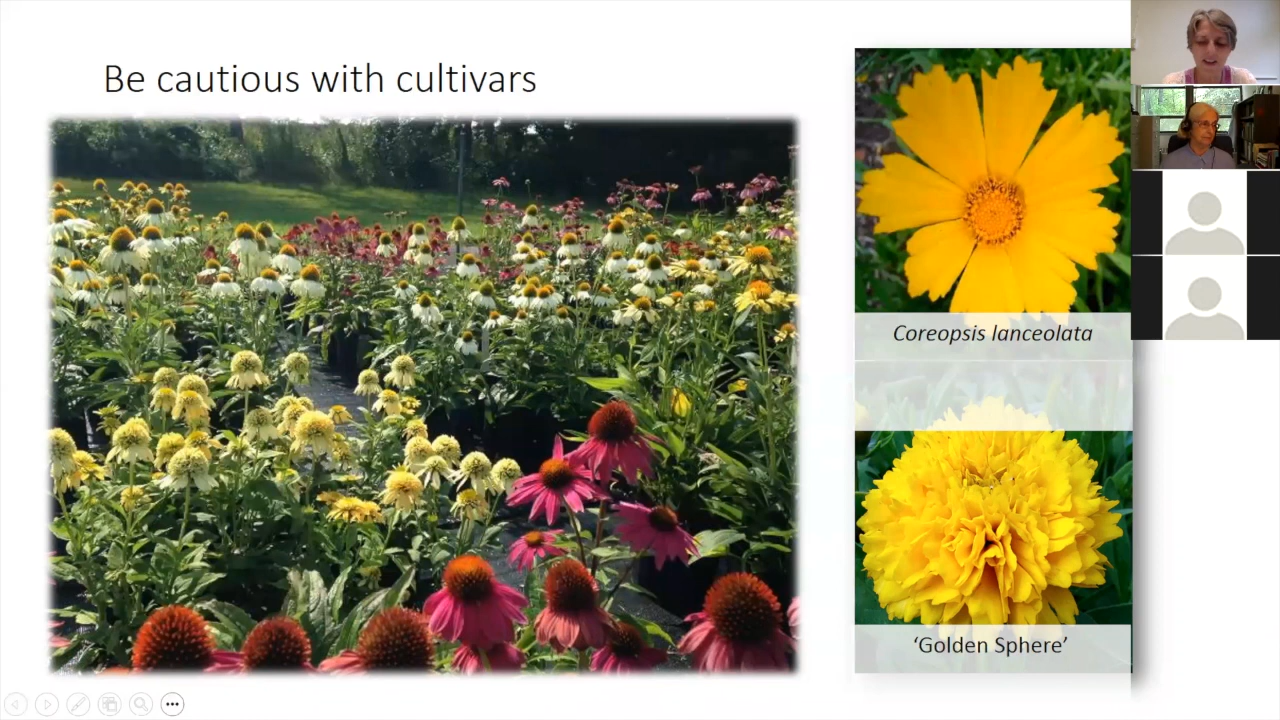 Be cautious with cultivars
Coreopsis lanceolata
‘Golden Sphere’